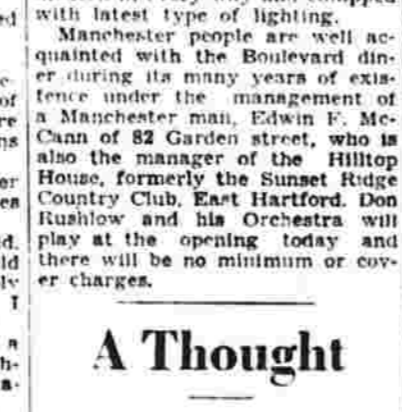 with latest type of lighting.
Manchester people are well ac-
quainted with the Boulevard din-
er during its many years of exis-
tence under the management of
a Manchester man, Edwin F. Mc-
Cann of 82 Garden street, who is
also the manager of the Hilltop
House, formerly the Sunset Ridge
Country Club, East Hartford. Don
Rushlow and his Orchestra will
play at the opening today and
there will be no minimum or cov-
er charges.
A Thought